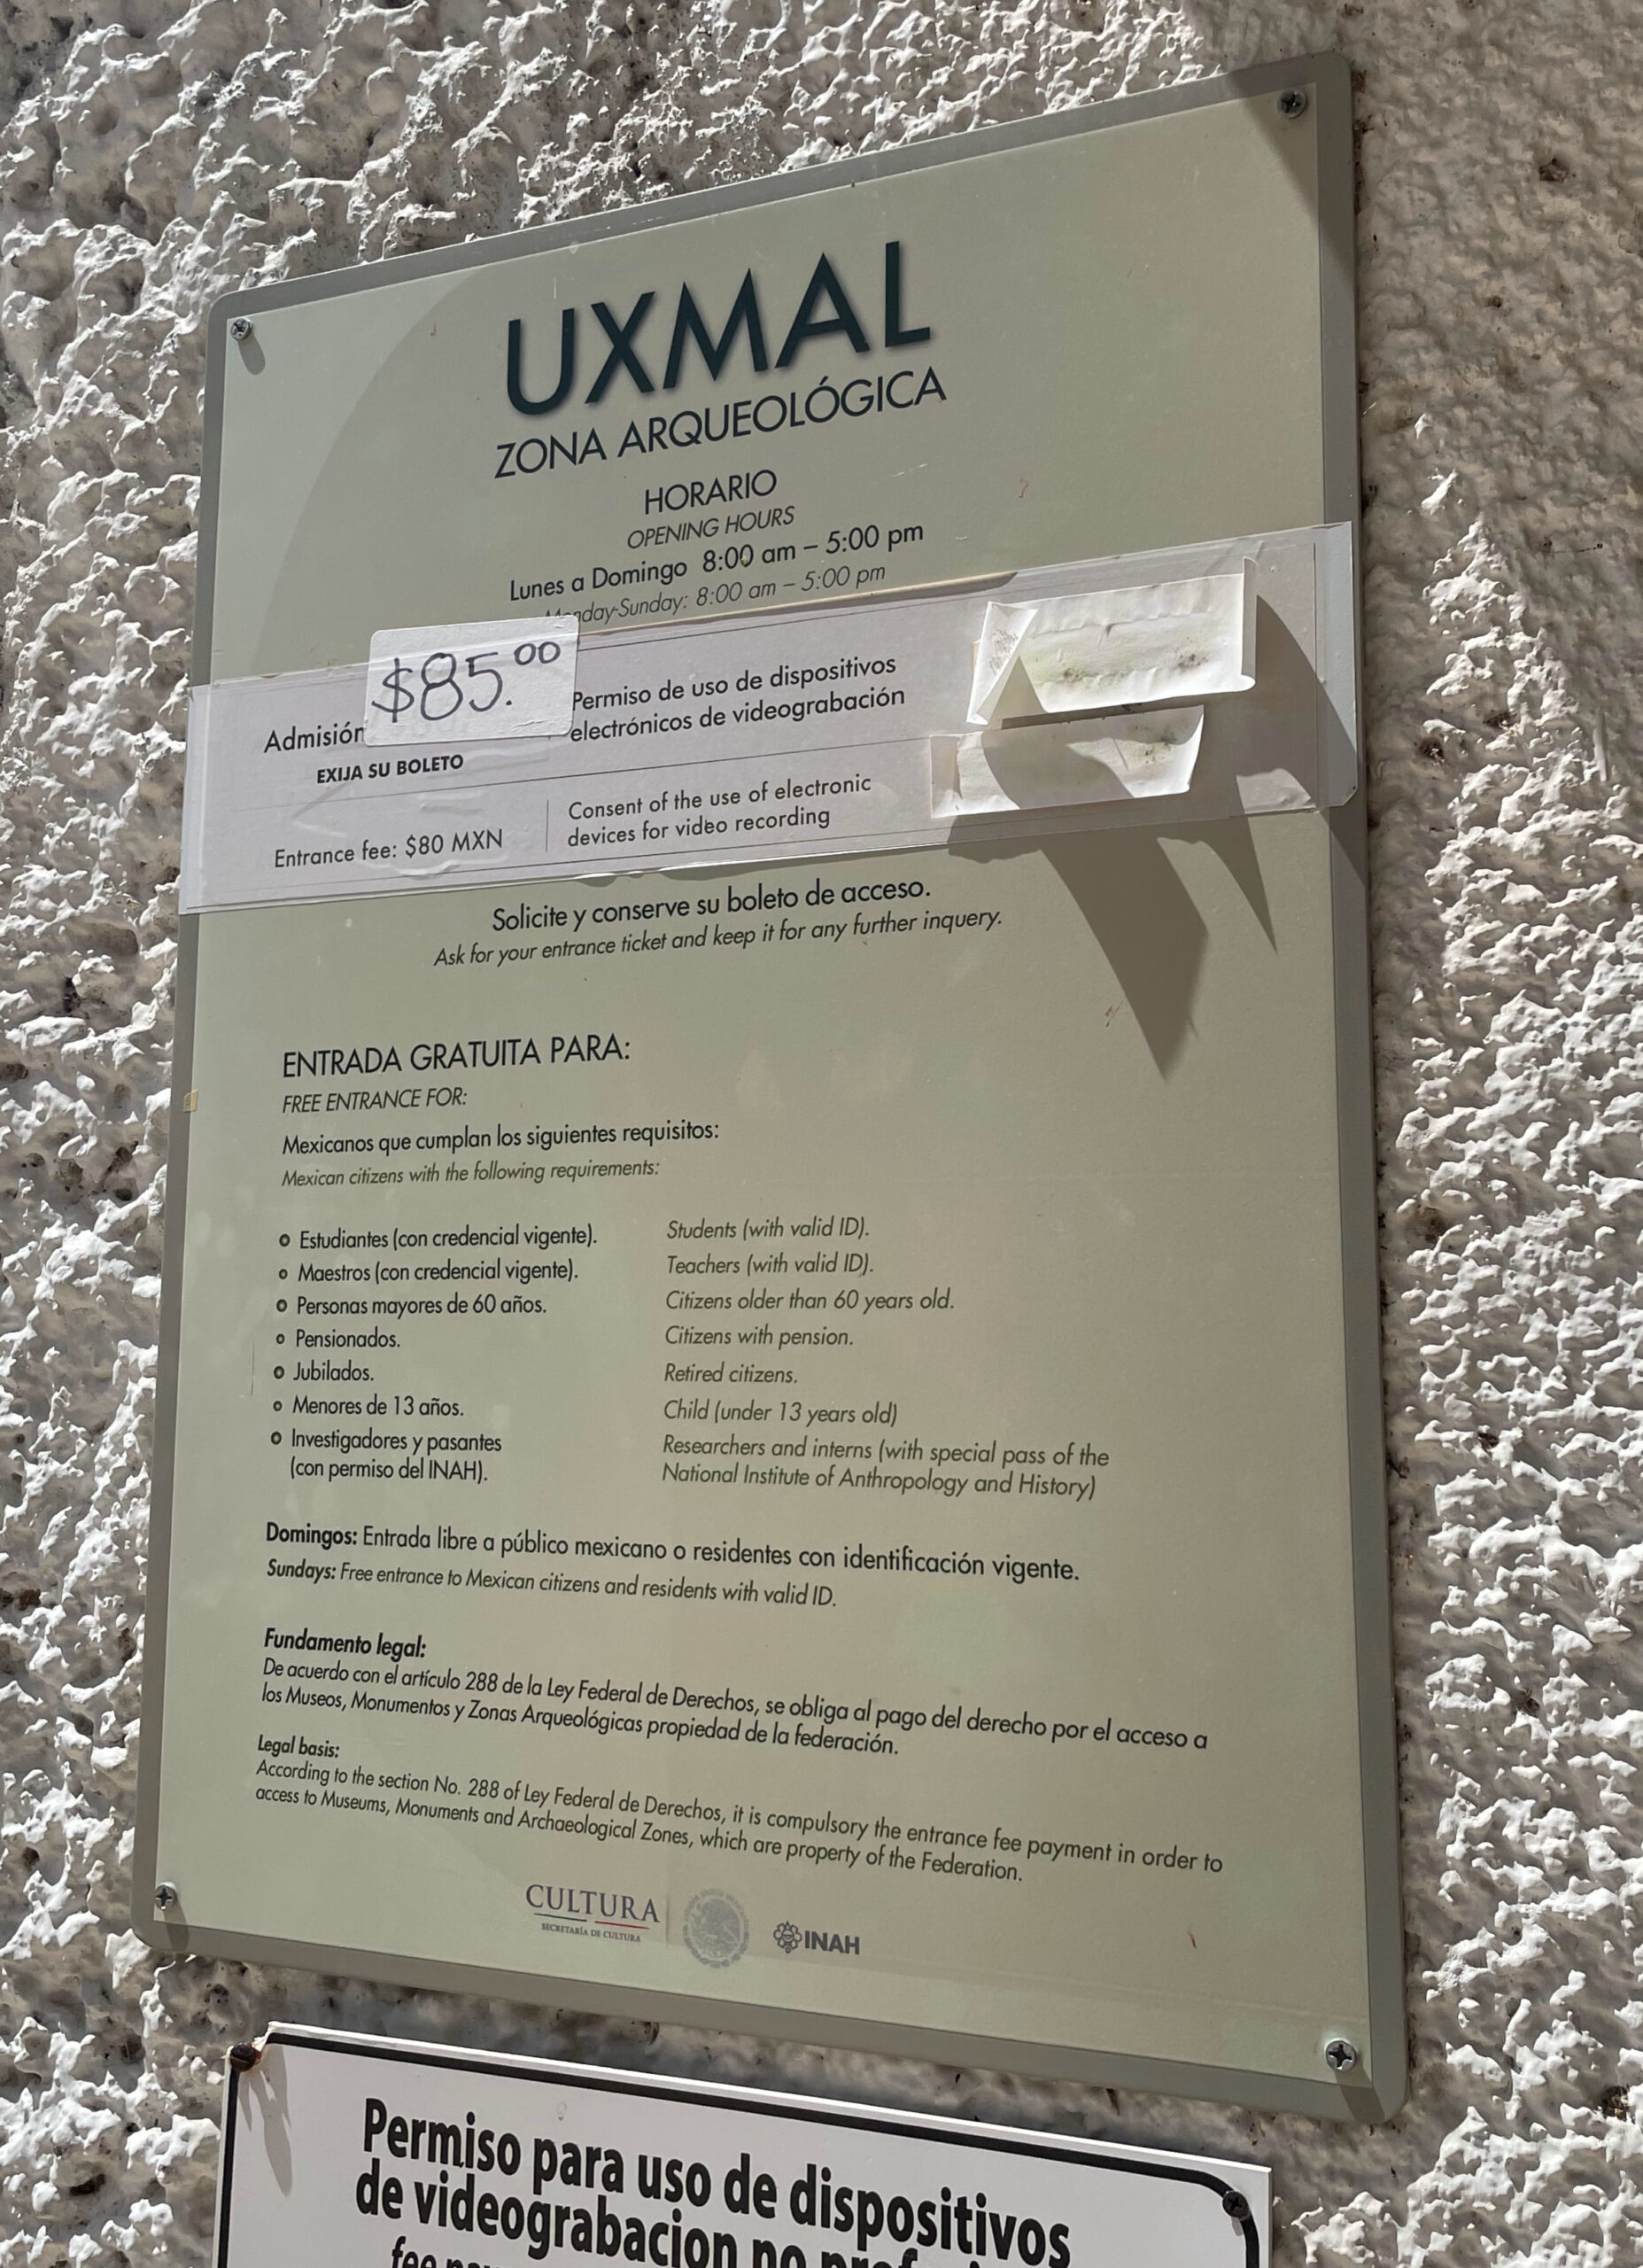 UXMAL
ZONA ARQUEOLÓGICA
HORARIO
OPENING HOURS
Lunes a Domingo 8:00 am – 5:00 pm
Monday-Sunday: 8:00 am – 5:00 pm
$85.00
Admisión
EXIJA SU BOLETO
Permiso de uso de dispositivos
electrónicos de videograbación
Entrance fee: $80 MXN
Consent of the use of electronic
devices for video recording
Solicite y conserve su boleto de acceso.
Ask for your entrance ticket and keep it for any further inquery.
ENTRADA GRATUITA PARA:
FREE ENTRANCE FOR:
Mexicanos que cumplan los siguientes requisitos:
Mexican citizens with the following requirements:
Estudiantes (con credencial vigente).
Students (with valid ID).
Maestros (con credencial vigente).
Teachers (with valid ID).
Personas mayores de 60 años.
Citizens older than 60 years old.
Pensionados.
Citizens with pension.
Jubilados.
Retired citizens.
Menores de 13 años.
Child (under 13 years old)
Investigadores y pasantes
(con permiso del INAH).
Researchers and interns (with special pass of the
National Institute of Anthropology and History)
Domingos: Entrada libre a público mexicano o residentes con identificación vigente.
Sundays: Free entrance to Mexican citizens and residents with valid ID.
Fundamento legal:
De acuerdo con el artículo 288 de la Ley Federal de Derechos, se obliga al pago del derecho por el acceso a
los Museos, Monumentos y Zonas Arqueológicas propiedad de la federación.
Legal basis:
According to the section No. 288 of Ley Federal de Derechos, it is compulsory the entrance fee payment in order to
access to Museums, Monuments and Archaeological Zones, which are property of the Federation.
CULTURA
SECRETARÍA DE CULTURA
INAH
Permiso para uso de dispositivos
de videograbacion no
fee